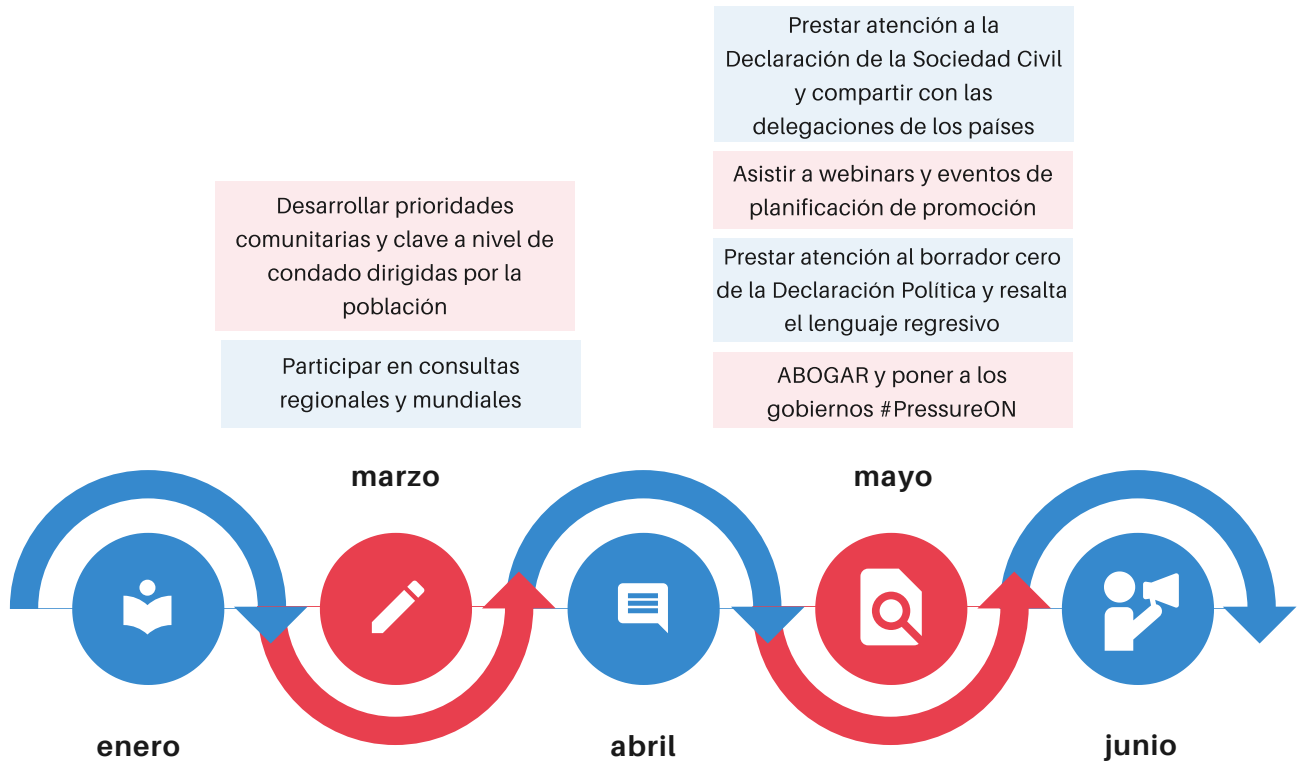 Desarrollar prioridades
comunitarias y clave a nivel de
condado dirigidas por la
población
Participar en consultas
regionales y mundiales
Prestar atención a la
Declaración de la Sociedad Civil
y compartir con las
delegaciones de los países
Asistir a webinars y eventos de
planificación de promoción
Prestar atención al borrador cero
de la Declaración Política y resalta
el lenguaje regresivo
ABOGAR y poner a los
gobiernos #PressureON
marzo
mayo
enero
abril
junio